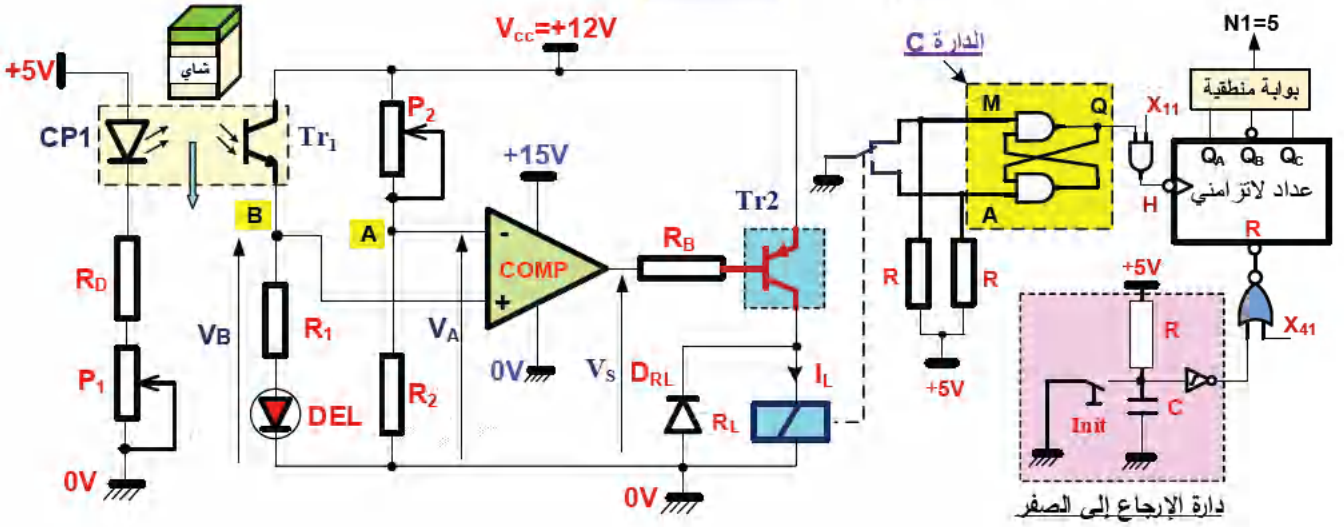 شاي
+5V
CP1
Tr1
RD
P1
0V
B
VB
R1
DEL
Vcc=+12V
P2
A
VA
R2
+15V
-
COMP
+
0V
VS
RB
Tr2
DRL
RL
IL
0V
الدارة C
M
Q
A
R
R
+5V
X11
H
N1=5
بوابة منطقية
QA QB QC
عداد لاتزامني
R
X41
+5V
R
C
Init
دارة الإرجاع إلى الصفر